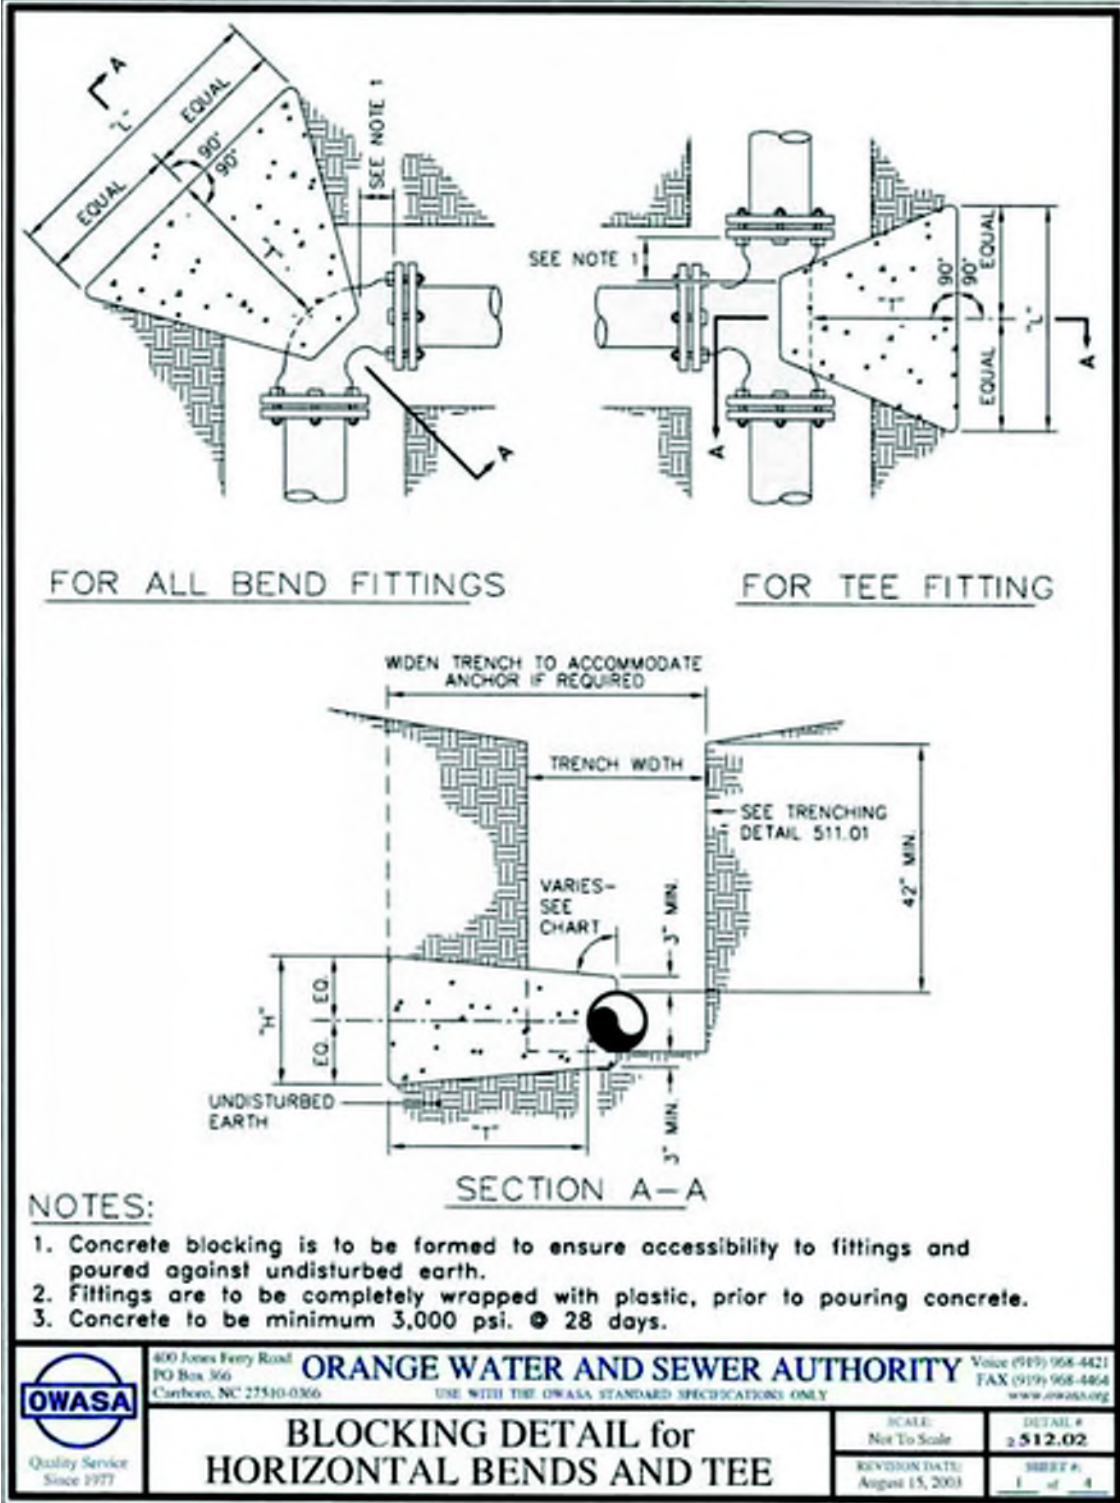 A
"L"
EQUAL
EQUAL
90°
90°
"T"
SEE NOTE 1
A
SEE NOTE 1
EQUAL
EQUAL
90°
90°
"T"
"L"
A
A
FOR ALL BEND FITTINGS
FOR TEE FITTING
WIDEN TRENCH TO ACCOMMODATE
ANCHOR IF REQUIRED
TRENCH WIDTH
SEE TRENCHING
DETAIL 511.01
42" MIN.
VARIES-
SEE
CHART
3" MIN.
"H"
EQ.
EQ.
UNDISTURBED
EARTH
"T"
3" MIN.
SECTION A-A
NOTES:
1. Concrete blocking is to be formed to ensure accessibility to fittings and
poured against undisturbed earth.
2. Fittings are to be completely wrapped with plastic, prior to pouring concrete.
3. Concrete to be minimum 3,000 psi. @ 28 days.
OWASA
Quality Service
Since 1977
400 Jones Ferry Road
PO Box 366
Carrboro, NC 27510-0366
ORANGE WATER AND SEWER AUTHORITY
USE WITH THE OWASA STANDARD SPECIFICATIONS ONLY
Voice (919) 968-4421
FAX (919) 968-4464
www.owasa.org
BLOCKING DETAIL for
HORIZONTAL BENDS AND TEE
SCALE:
Not To Scale
REVISION DATE:
August 15, 2003
DETAIL #
2 512.02
SHEET #:
1 of 4